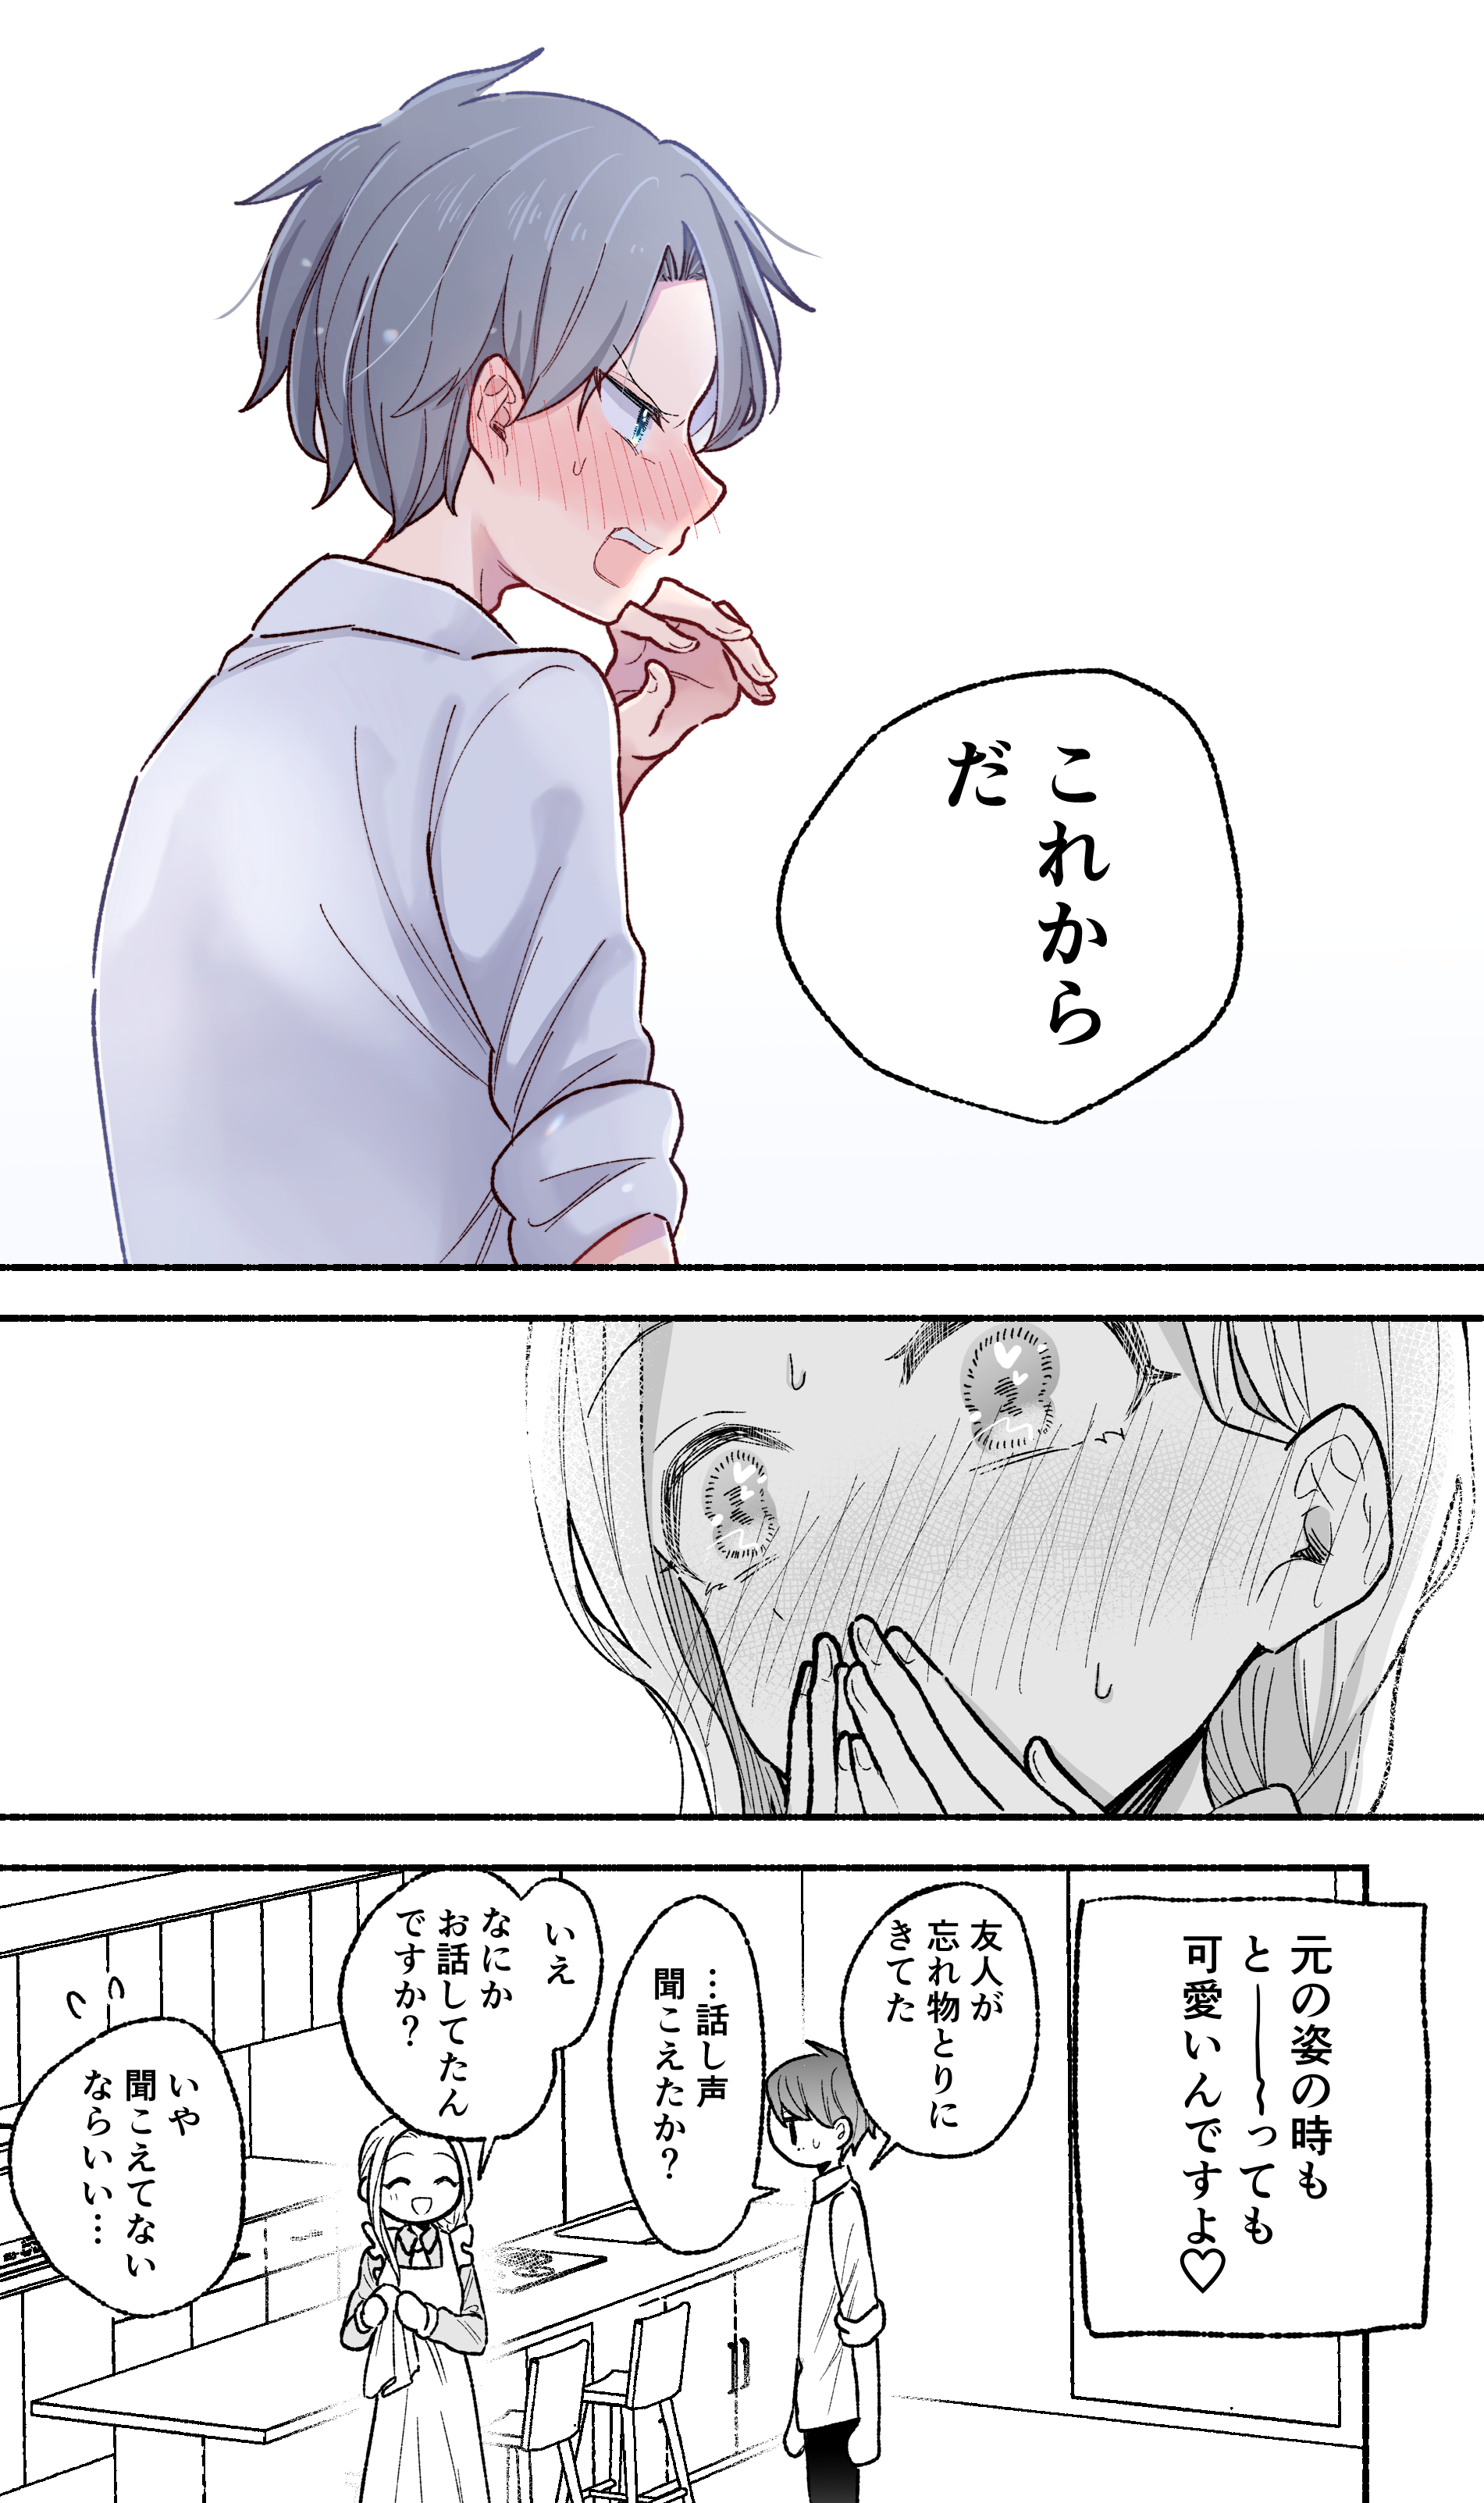 これから
だ
元の姿の時も
と───〜っても
可愛いんですよ♡
友人が
忘れ物とりに
きてた
…話し声
聞こえたか？
いえ
なにか
お話してたん
ですか？
いや
聞こえてない
ならいい…